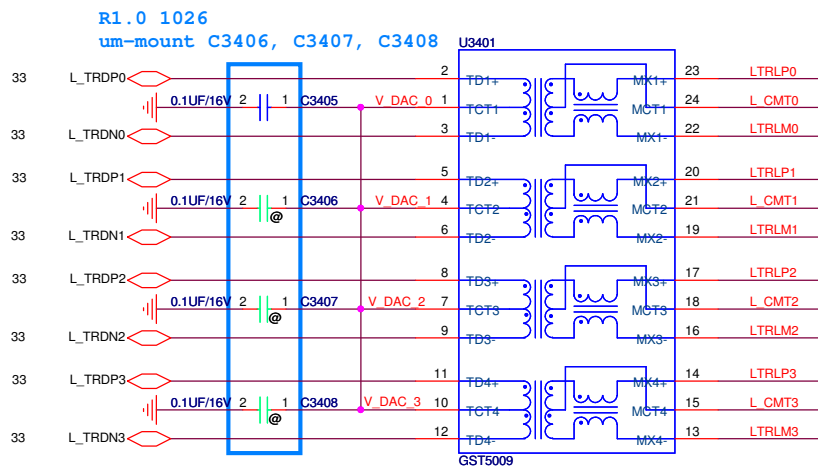 R1.0 1026
um-mount C3406, C3407, C3408
U3401
33 L_TRDP0 2 TD1+ MX1+ 23 LTRLP0
0.1UF/16V 2 1 C3405 V_DAC_0 1 TCT1 MCT1 24 L_CMT0
33 L_TRDN0 3 TD1- MX1- 22 LTRLM0
33 L_TRDP1 5 TD2+ MX2+ 20 LTRLP1
0.1UF/16V 2 1 C3406 V_DAC_1 4 TCT2 MCT2 21 L_CMT1
@
33 L_TRDN1 6 TD2- MX2- 19 LTRLM1
33 L_TRDP2 8 TD3+ MX3+ 17 LTRLP2
0.1UF/16V 2 1 C3407 V_DAC_2 7 TCT3 MCT3 18 L_CMT2
@
33 L_TRDN2 9 TD3- MX3- 16 LTRLM2
33 L_TRDP3 11 TD4+ MX4+ 14 LTRLP3
0.1UF/16V 2 1 C3408 V_DAC_3 10 TCT4 MCT4 15 L_CMT3
@
33 L_TRDN3 12 TD4- MX4- 13 LTRLM3
GST5009